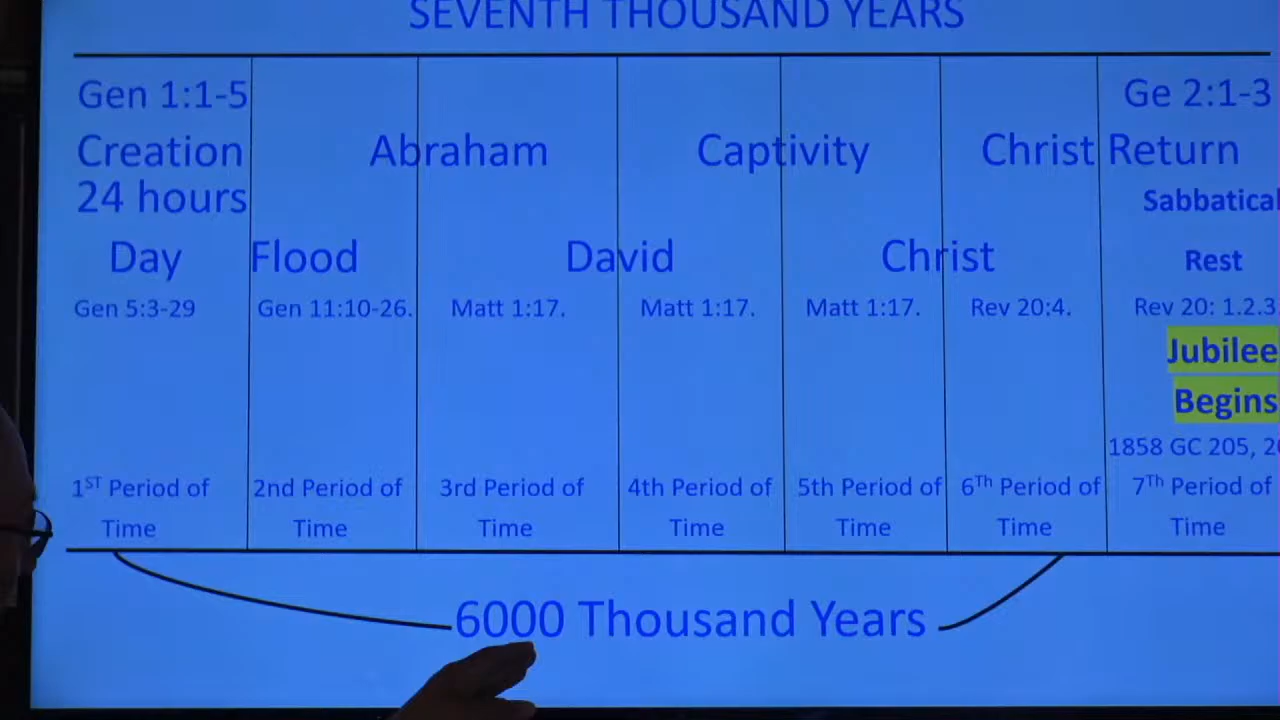 SEVENTH THOUSAND YEARS
Gen 1:1-5
Ge 2:1-3
Creation
Abraham
Captivity
Christ Return
24 hours
Sabbatical
Day
Flood
David
Christ
Rest
Gen 5:3-29
Gen 11:10-26.
Matt 1:17.
Matt 1:17.
Matt 1:17.
Rev 20:4.
Rev 20: 1.2.3
Jubilee
Begins
1858 GC 205,
1ST Period of
Time
2nd Period of
Time
3rd Period of
Time
4th Period of
Time
5th Period of
Time
6Th Period of
Time
7Th Period of
Time
6000 Thousand Years